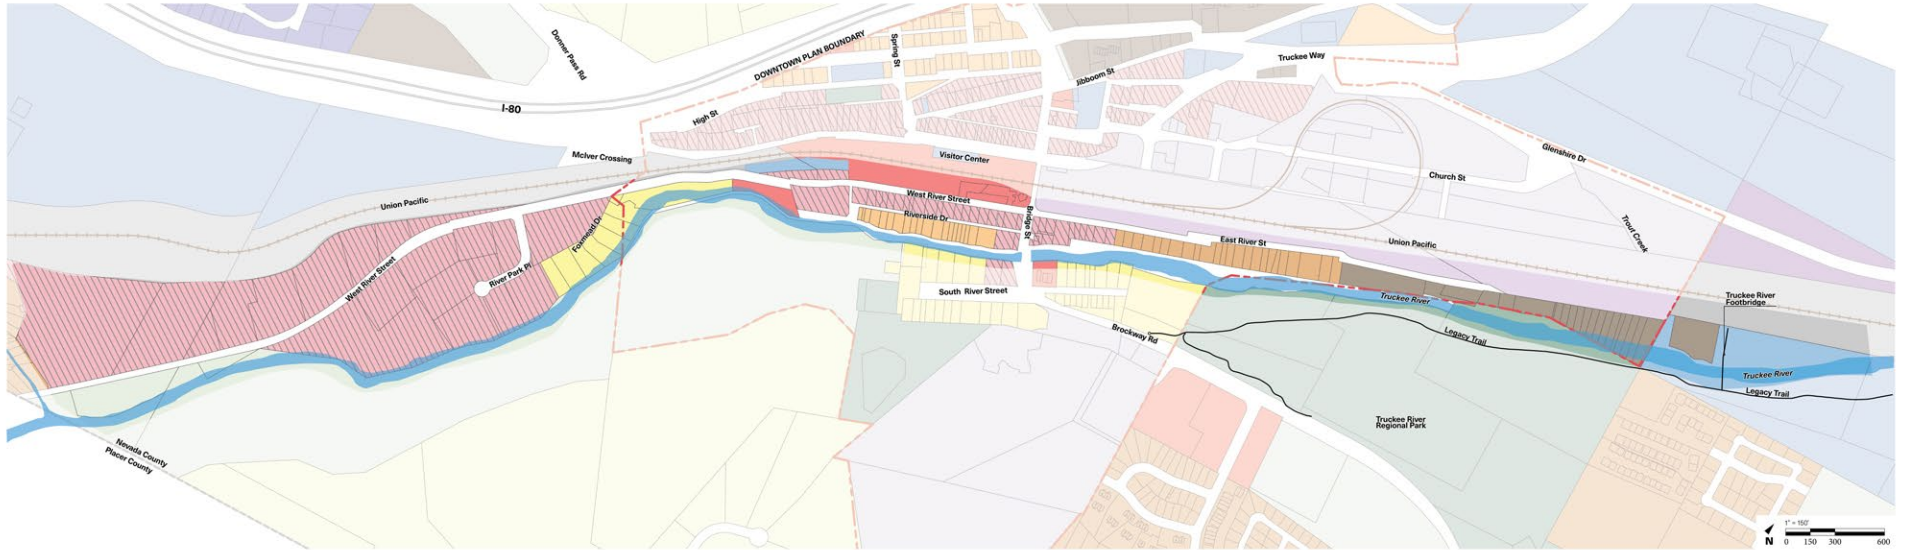 Donner Pass Rd
DOWNTOWN PLAN BOUNDARY
Spring St
Jibboom St
Truckee Way
I-80
High St
McIver Crossing
Visitor Center
Glenshire Dr
Church St
Union Pacific
West River Street
Riverside Dr
Bridge St
Foxmead Dr
East River St
Union Pacific
Trout Creek
West River Street
River Park Pl
South River Street
Truckee River
Truckee River
Footbridge
Brockway Rd
Legacy Trail
Truckee River
Legacy Trail
Truckee River
Regional Park
Nevada County
Placer County
1" = 150'
N
0 150 300 600